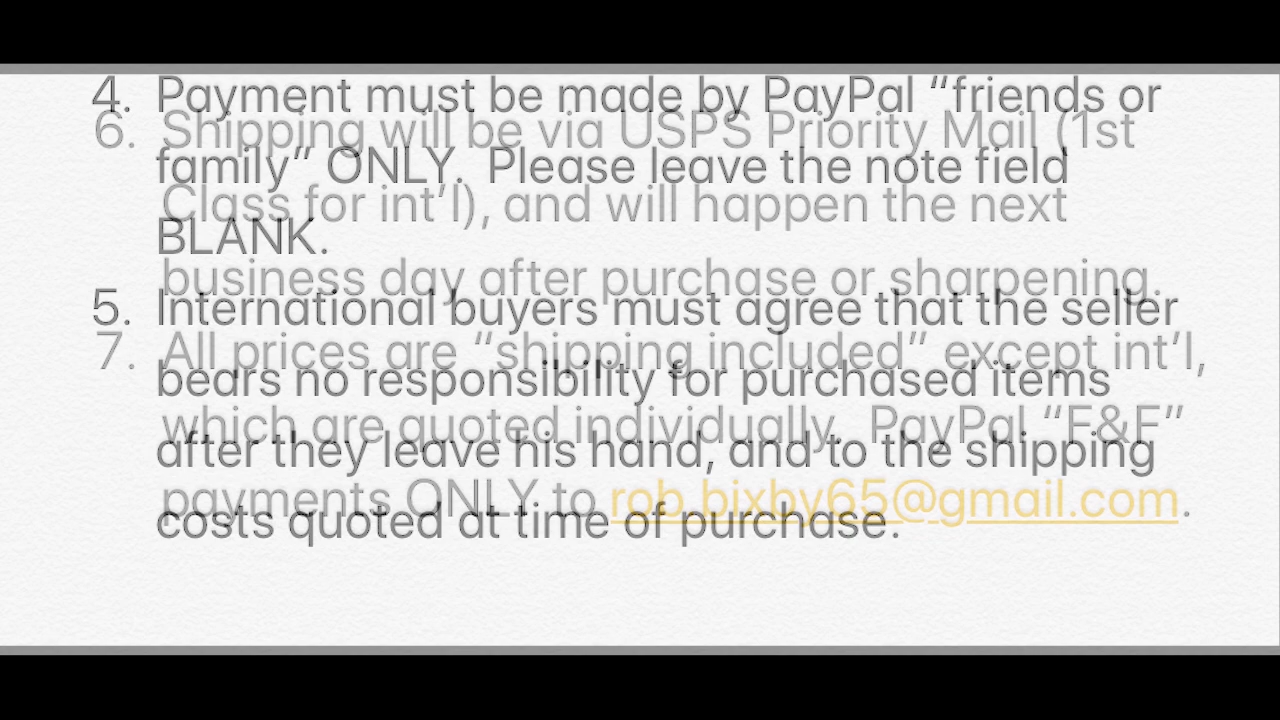 4. Payment must be made by PayPal “friends or
family” ONLY.  Please leave the note field
BLANK.
5. International buyers must agree that the seller
bears no responsibility for purchased items
after they leave his hand, and to the shipping
costs quoted at time of purchase.
6. Shipping will be via USPS Priority Mail (1st
Class for int’l), and will happen the next
business day after purchase or sharpening.
7. All prices are “shipping included” except int’l,
which are quoted individually.  PayPal “F&F”
payments ONLY to rob.bixby65@gmail.com.